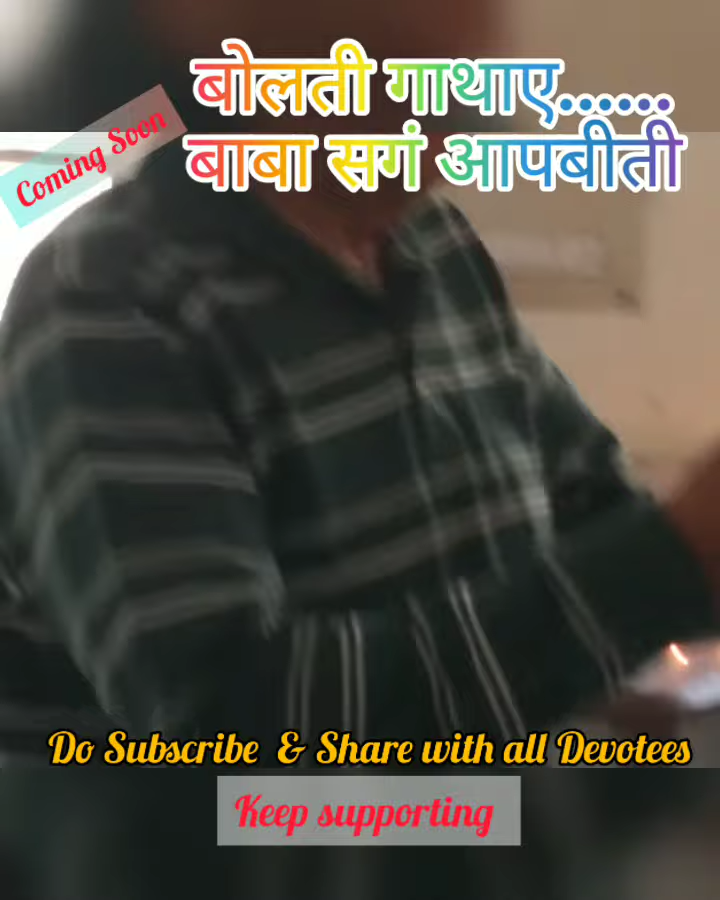 बोलती गाथाए......
Coming Soon
बाबा सगं आपबीती
Do Subscribe & Share with all Devotees
Keep supporting